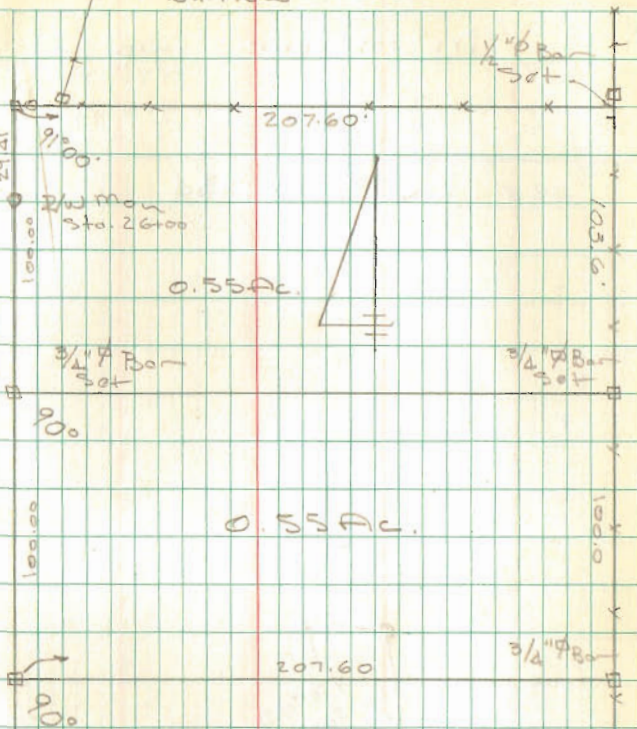 1/2"φ Bar
Set
207.60'
91°00'
29.41
R/W Mon
Sta. 26+00
100.00
103.6'
0.55 Ac.
3/4"φ Bar
Set
3/4"φ Bar
Set
90°
100.00
0.55 Ac.
100.0
207.60
3/4"φ Bar
90°